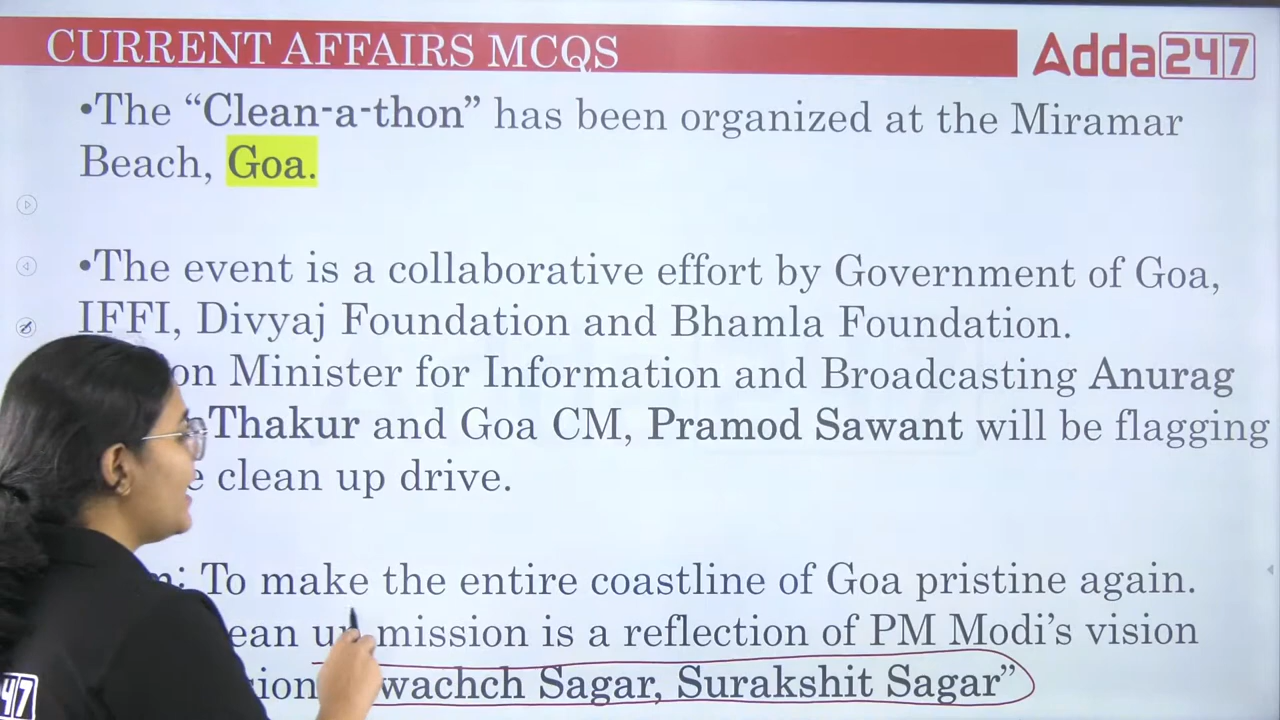 CURRENT AFFAIRS MCQS
Adda247
•The “Clean-a-thon” has been organized at the Miramar
Beach, Goa.
•The event is a collaborative effort by Government of Goa,
IFFI, Divyaj Foundation and Bhamla Foundation.
on Minister for Information and Broadcasting Anurag
Thakur and Goa CM, Pramod Sawant will be flagging
e clean up drive.
: To make the entire coastline of Goa pristine again.
ean up mission is a reflection of PM Modi’s vision
ion wachch Sagar, Surakshit Sagar”
47